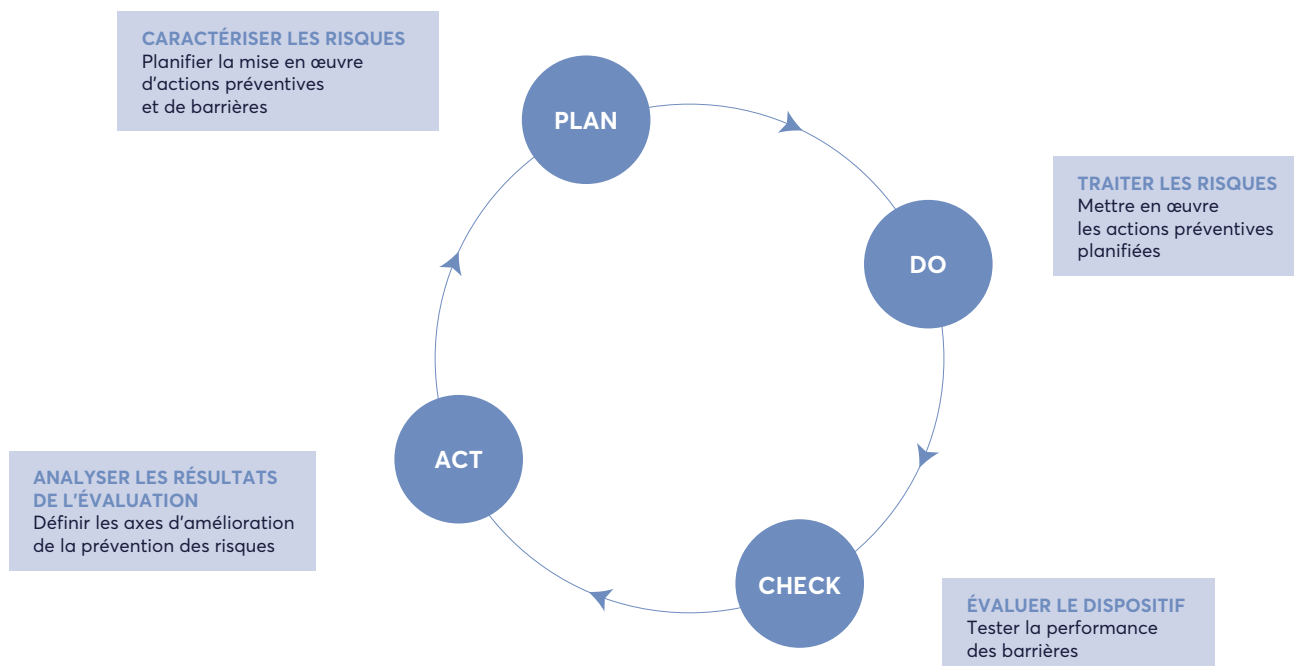 CARACTÉRISER LES RISQUES
Planifier la mise en œuvre
d’actions préventives
et de barrières
PLAN
TRAITER LES RISQUES
Mettre en œuvre
les actions préventives
planifiées
DO
ACT
ANALYSER LES RÉSULTATS
DE L’ÉVALUATION
Définir les axes d’amélioration
de la prévention des risques
CHECK
ÉVALUER LE DISPOSITIF
Tester la performance
des barrières